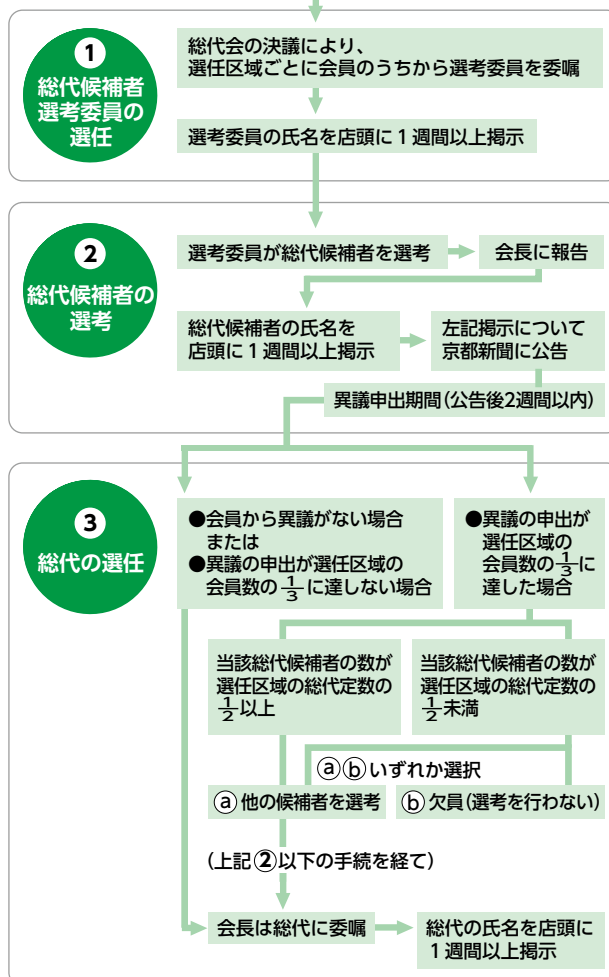 1
総代候補者
選考委員の
選任
総代会の決議により、
選任区域ごとに会員のうちから選考委員を委嘱
選考委員の氏名を店頭に1週間以上掲示
2
総代候補者の
選考
選考委員が総代候補者を選考
会長に報告
総代候補者の氏名を
店頭に1週間以上掲示
左記掲示について
京都新聞に公告
異議申出期間(公告後2週間以内)
3
総代の選任
●会員から異議がない場合
または
●異議の申出が選任区域の
会員数の1/3に達しない場合
●異議の申出が
選任区域の
会員数の1/3に
達した場合
当該総代候補者の数が
選任区域の総代定数の
1/2以上
当該総代候補者の数が
選任区域の総代定数の
1/2未満
ⓐⓑいずれか選択
ⓐ他の候補者を選考
ⓑ欠員(選考を行わない)
(上記②以下の手続を経て)
会長は総代に委嘱
総代の氏名を店頭に
1週間以上掲示